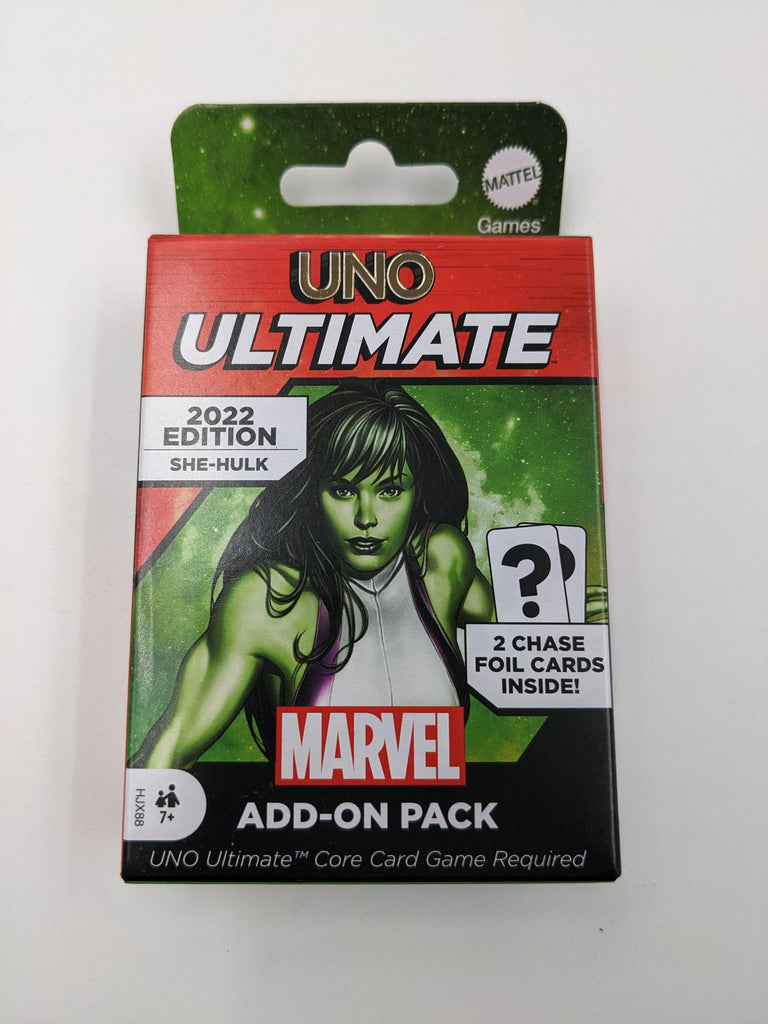 MATTEL
®
Games
UNO
ULTIMATE™
2022
EDITION
SHE-HULK
?
?
2 CHASE
FOIL CARDS
INSIDE!
MARVEL
HJX88
7+
ADD-ON PACK
UNO Ultimate™ Core Card Game Required